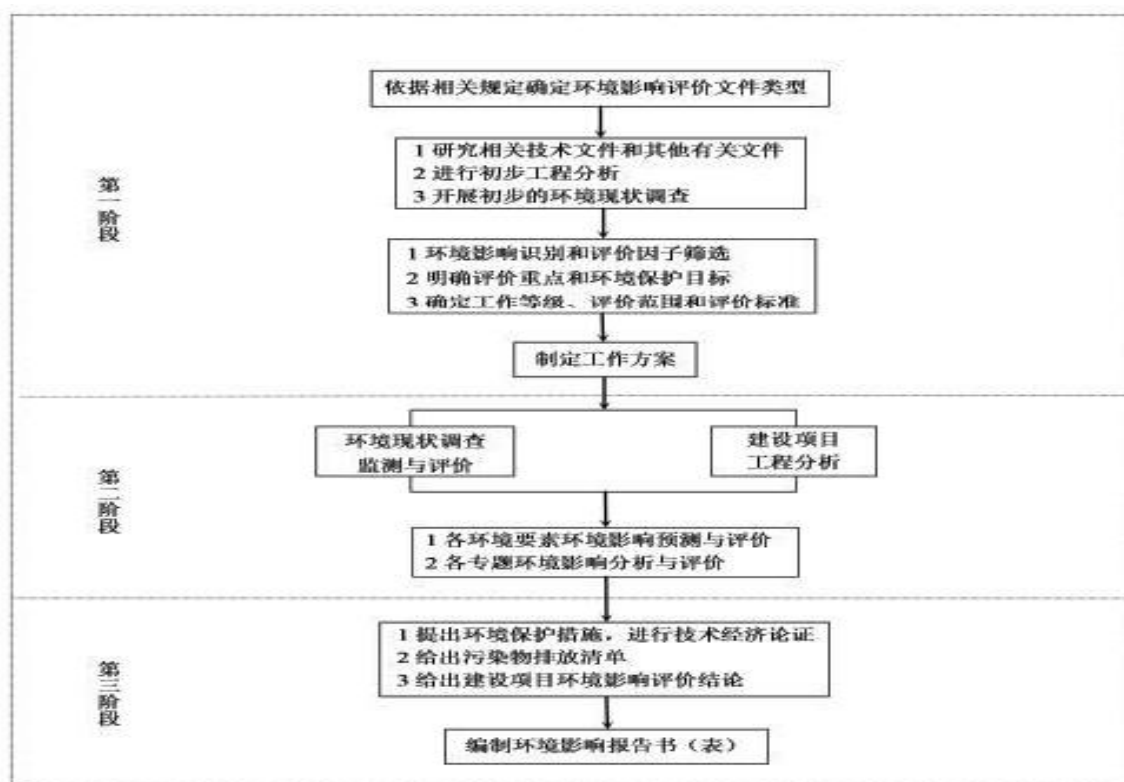 依据相关规定确定环境影响评价文件类型
1 研究相关技术文件和其他有关文件
2 进行初步工程分析
3 开展初步的环境现状调查
第一阶段
1 环境影响识别和评价因子筛选
2 明确评价重点和环境保护目标
3 确定工作等级、评价范围和评价标准
制定工作方案
第二阶段
环境现状调查
监测与评价
建设项目
工程分析
1 各环境要素环境影响预测与评价
2 各专题环境影响分析与评价
第三阶段
1 提出环境保护措施，进行技术经济论证
2 给出污染物排放清单
3 给出建设项目环境影响评价结论
编制环境影响报告书（表）